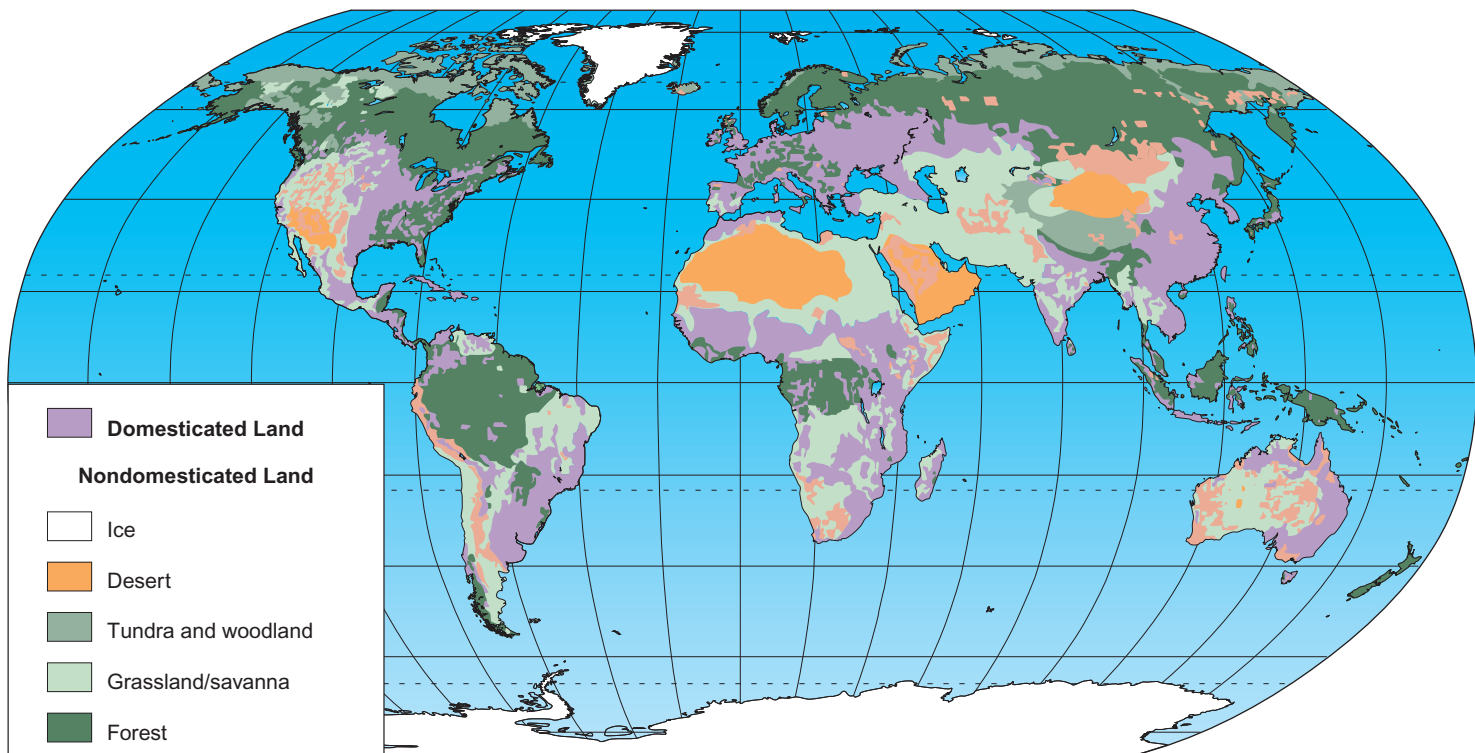 Domesticated Land
Nondomesticated Land
Ice
Desert
Tundra and woodland
Grassland/savanna
Forest